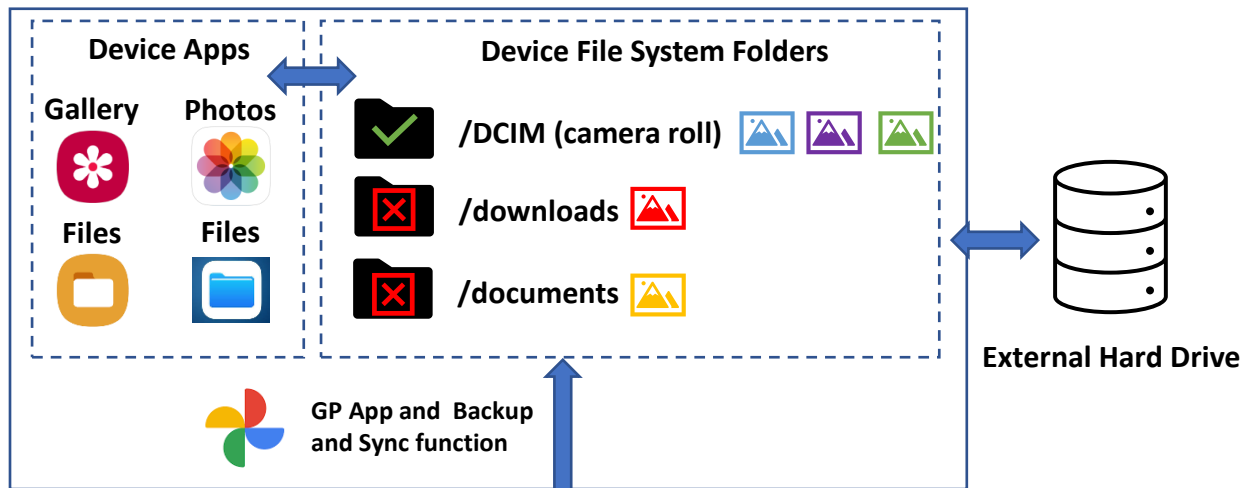 Device Apps
Device File System Folders
Gallery
Photos
Files
Files
/DCIM (camera roll)
/downloads
/documents
External Hard Drive
GP App and Backup
and Sync function